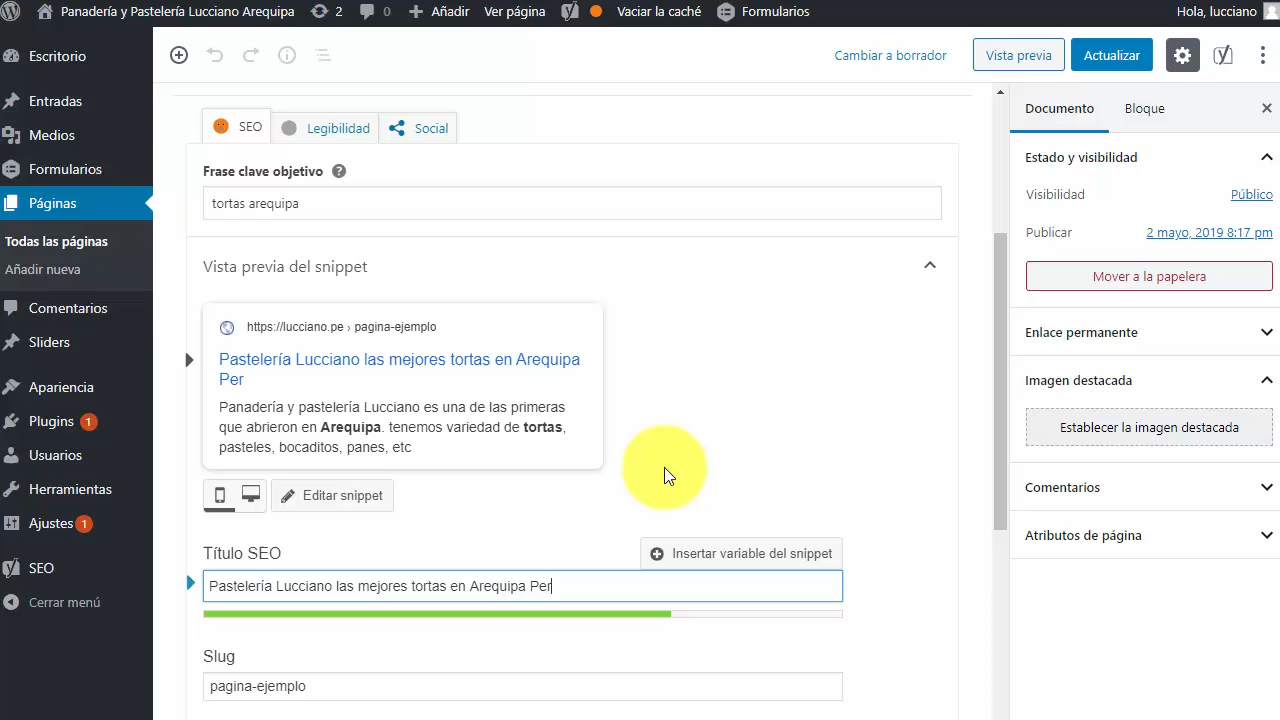 Panadería y Pastelería Lucciano Arequipa
2
0
Añadir
Ver página
Vaciar la caché
Formularios
Hola, lucciano
Escritorio
Entradas
Medios
Formularios
Páginas
Todas las páginas
Añadir nueva
Comentarios
Sliders
Apariencia
Plugins 1
Usuarios
Herramientas
Ajustes 1
SEO
Cerrar menú
Cambiar a borrador
Vista previa
Actualizar
SEO
Legibilidad
Social
Frase clave objetivo ?
tortas arequipa
Vista previa del snippet
https://lucciano.pe › pagina-ejemplo
Pastelería Lucciano las mejores tortas en Arequipa
Per
Panadería y pastelería Lucciano es una de las primeras
que abrieron en Arequipa. tenemos variedad de tortas,
pasteles, bocaditos, panes, etc
Editar snippet
Título SEO
Insertar variable del snippet
Pastelería Lucciano las mejores tortas en Arequipa Per
Slug
pagina-ejemplo
Documento
Bloque
Estado y visibilidad
Visibilidad
Público
Publicar
2 mayo, 2019 8:17 pm
Mover a la papelera
Enlace permanente
Imagen destacada
Establecer la imagen destacada
Comentarios
Atributos de página